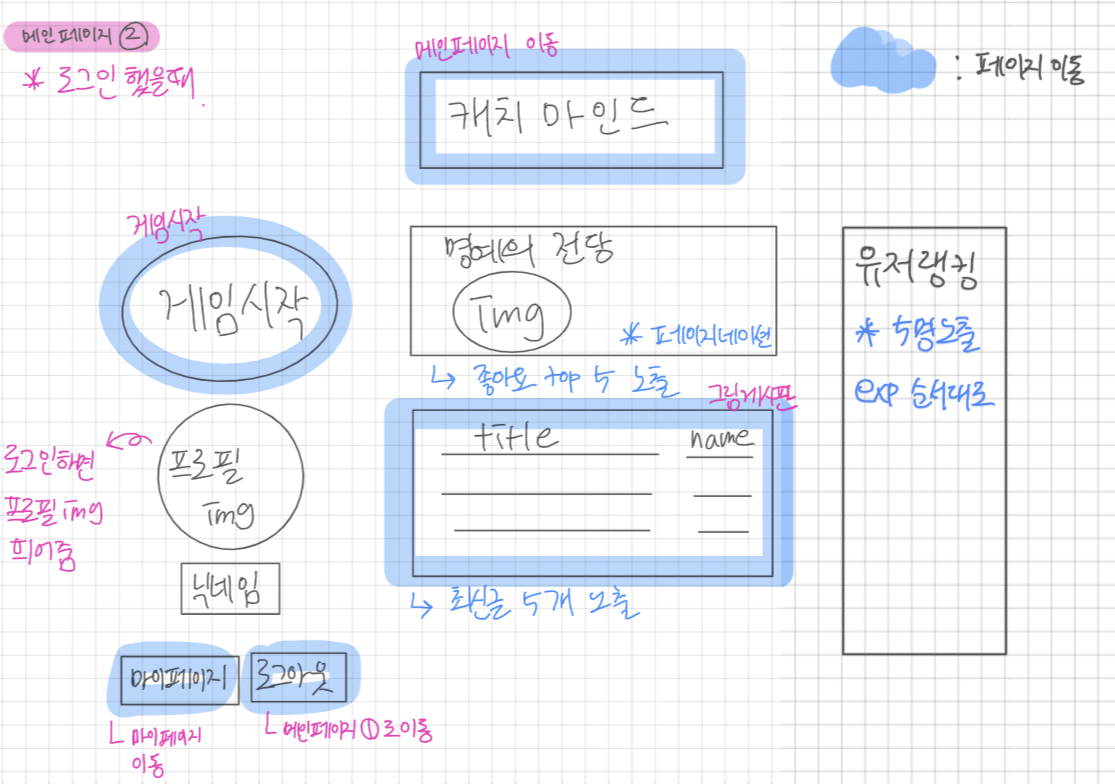 메인페이지 ②
* 로그인 했을때.
메인페이지 이동
캐치 마인드
: 페이지 이동
게임시작
게임시작
명예의 전당
Img
* 페이지네이션
↳ 좋아요 top 5 노출
유저랭킹
* 5명노출
exp 순서대로
그림게시판
title name
↳ 최신글 5개 노출
로그인하면
프로필 img
띄어줌
프로필
img
닉네임
마이페이지
로그아웃
ㄴ 마이페이지
이동
ㄴ 메인페이지 ①로 이동